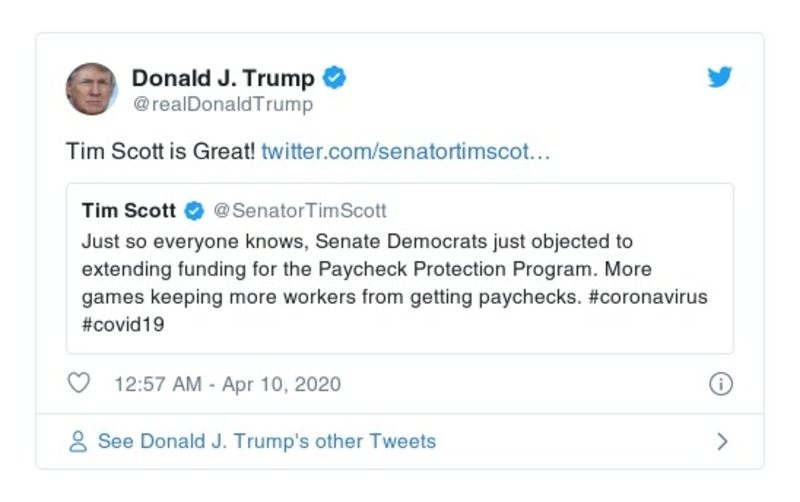 Donald J. Trump
@realDonaldTrump
Tim Scott is Great! twitter.com/senatortimscot…
Tim Scott @SenatorTimScott
Just so everyone knows, Senate Democrats just objected to
extending funding for the Paycheck Protection Program. More
games keeping more workers from getting paychecks. #coronavirus
#covid19
12:57 AM - Apr 10, 2020
See Donald J. Trump's other Tweets